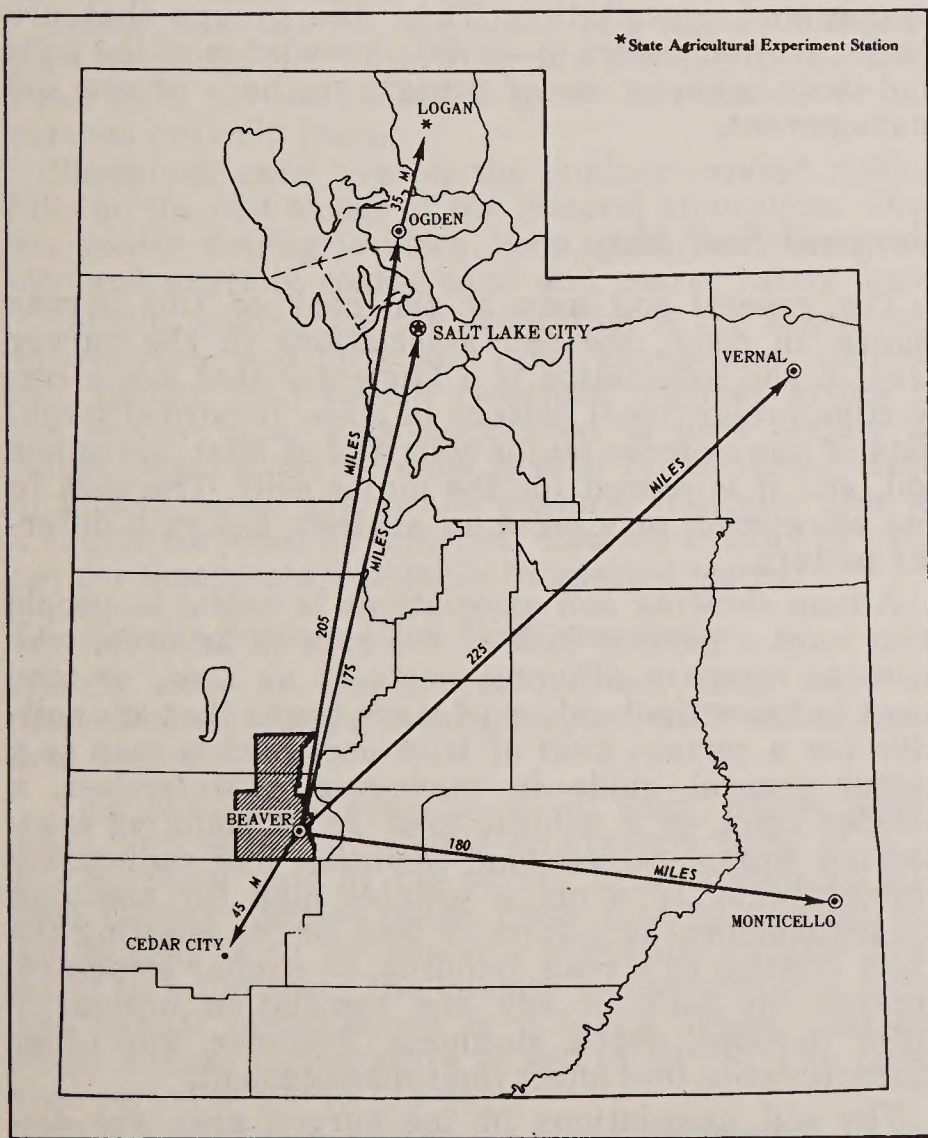 *State Agricultural Experiment Station
LOGAN
*
35 M
OGDEN
SALT LAKE CITY
VERNAL
MILES
MILES
MILES
205
175
225
BEAVER
180
MILES
45 M
MONTICELLO
CEDAR CITY